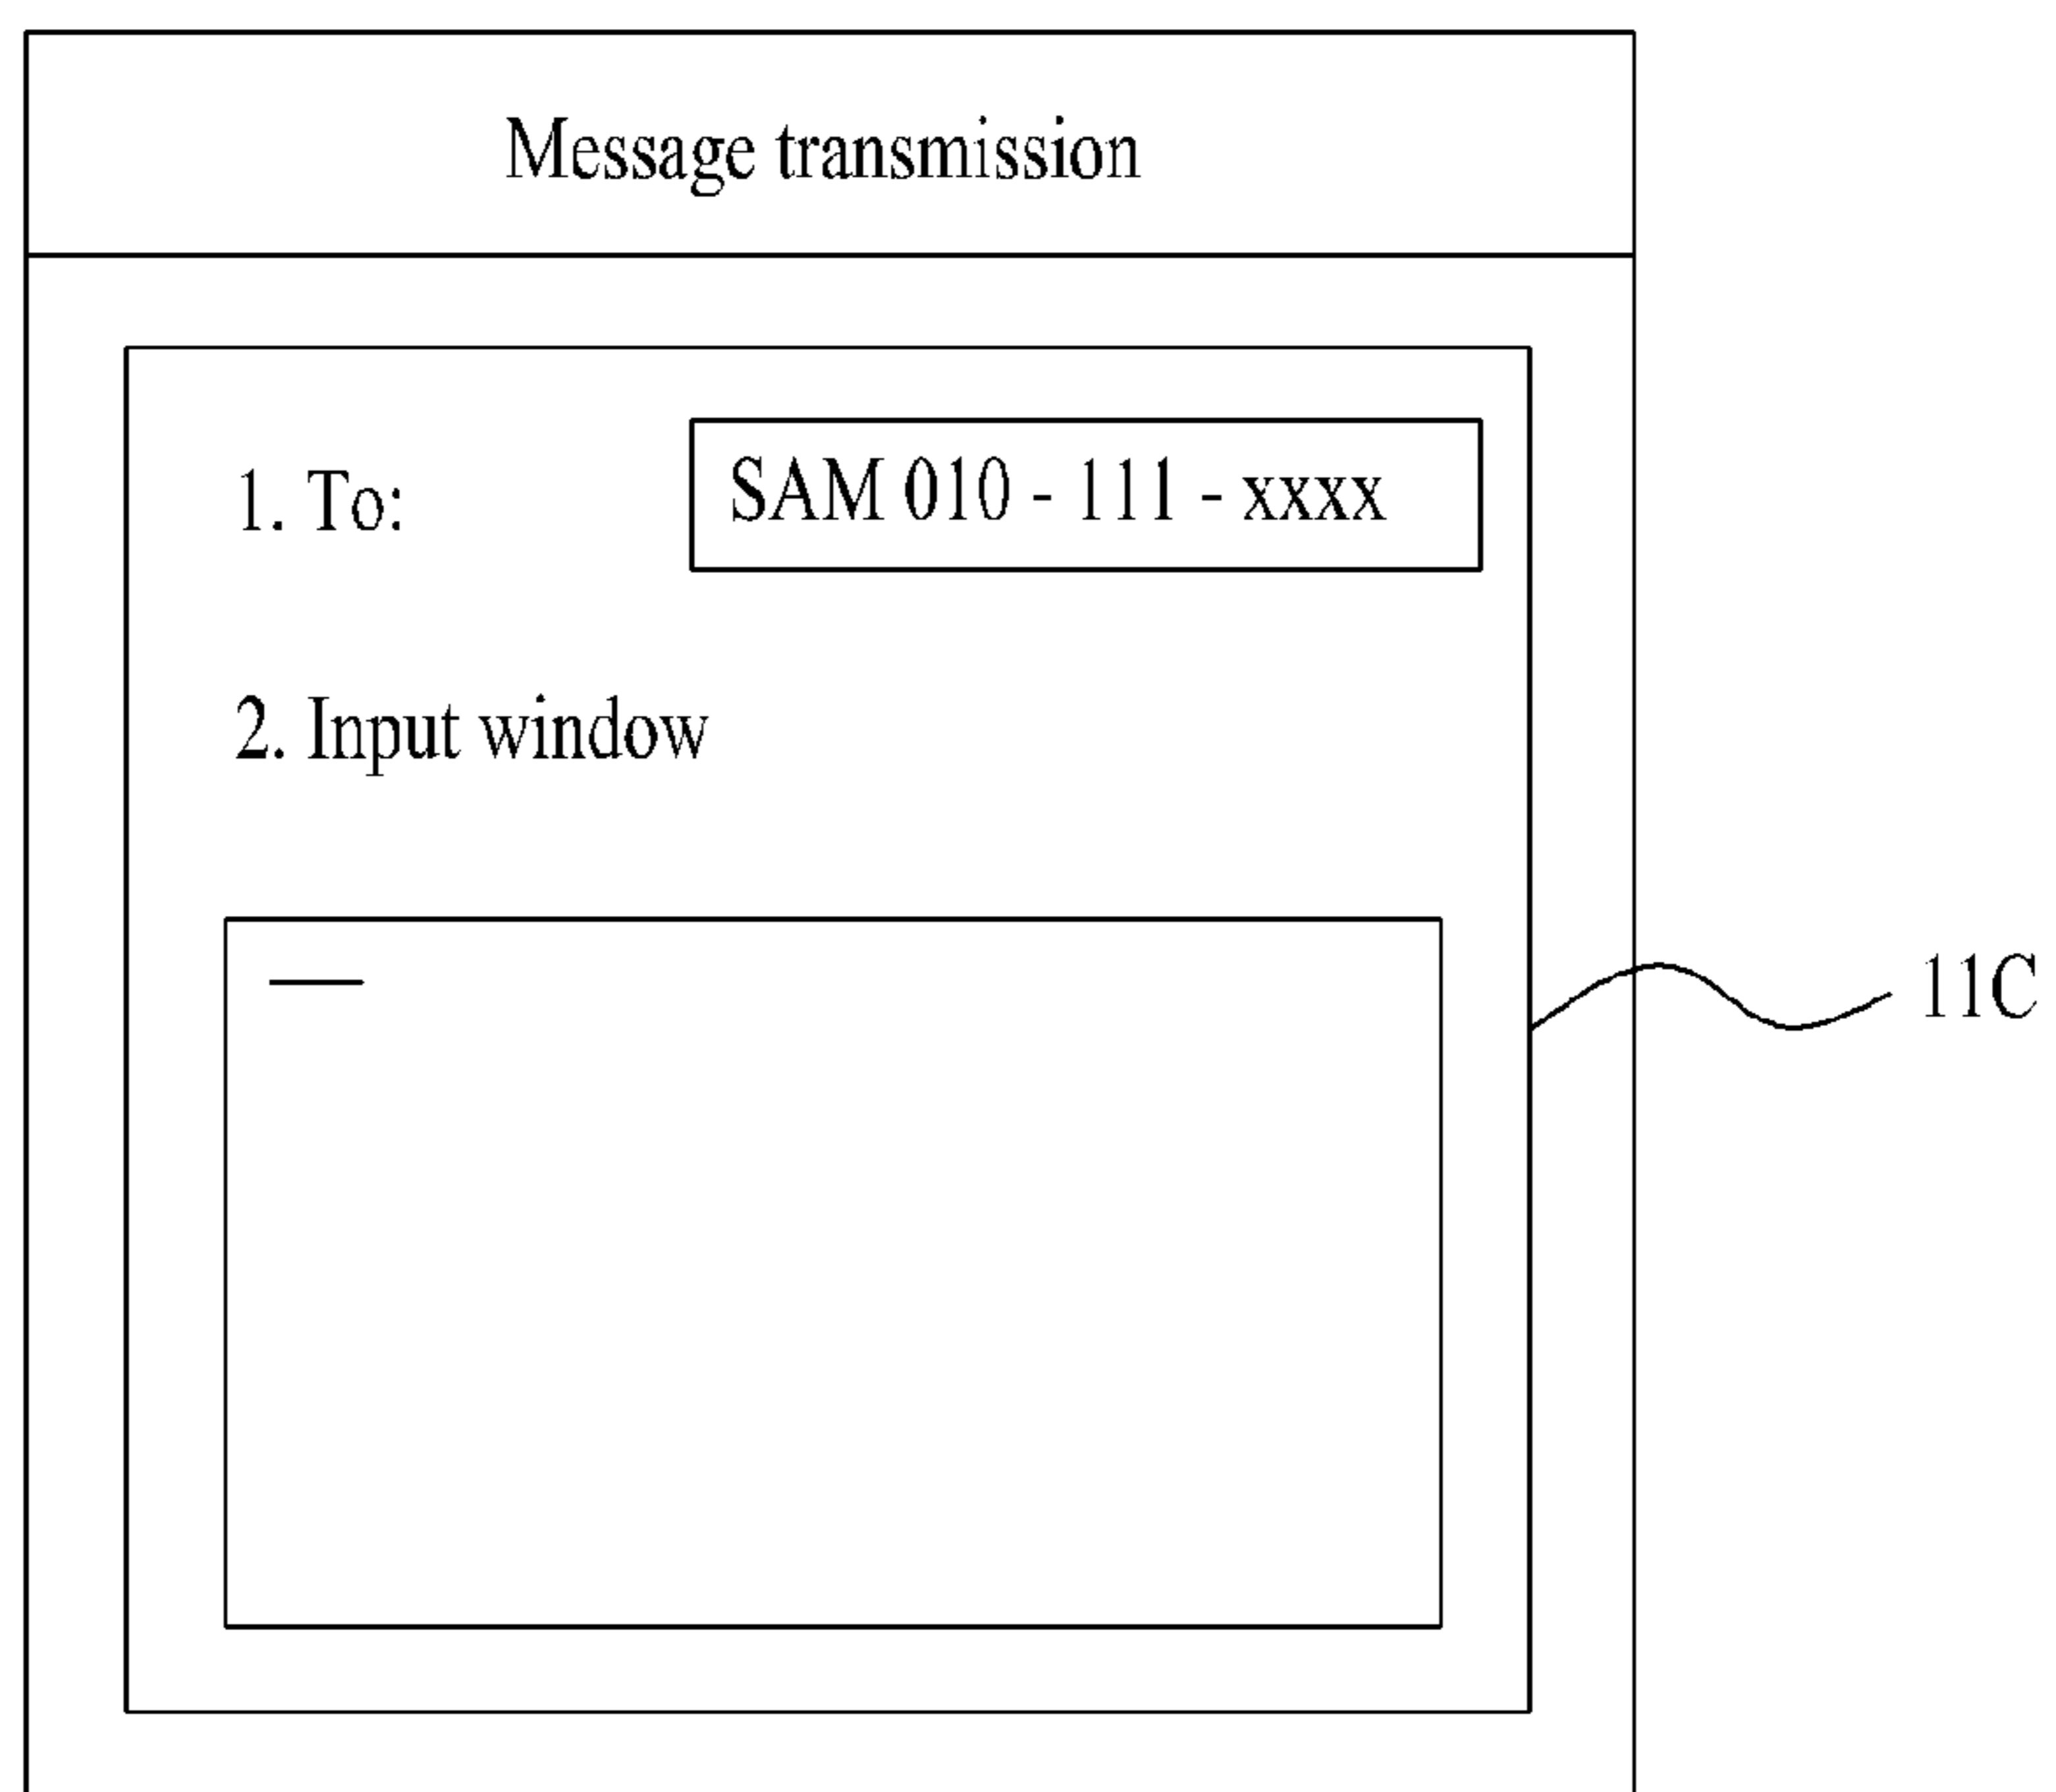 Message transmission
1. To: SAM 010 - 111 - xxxx
2. Input window
11C